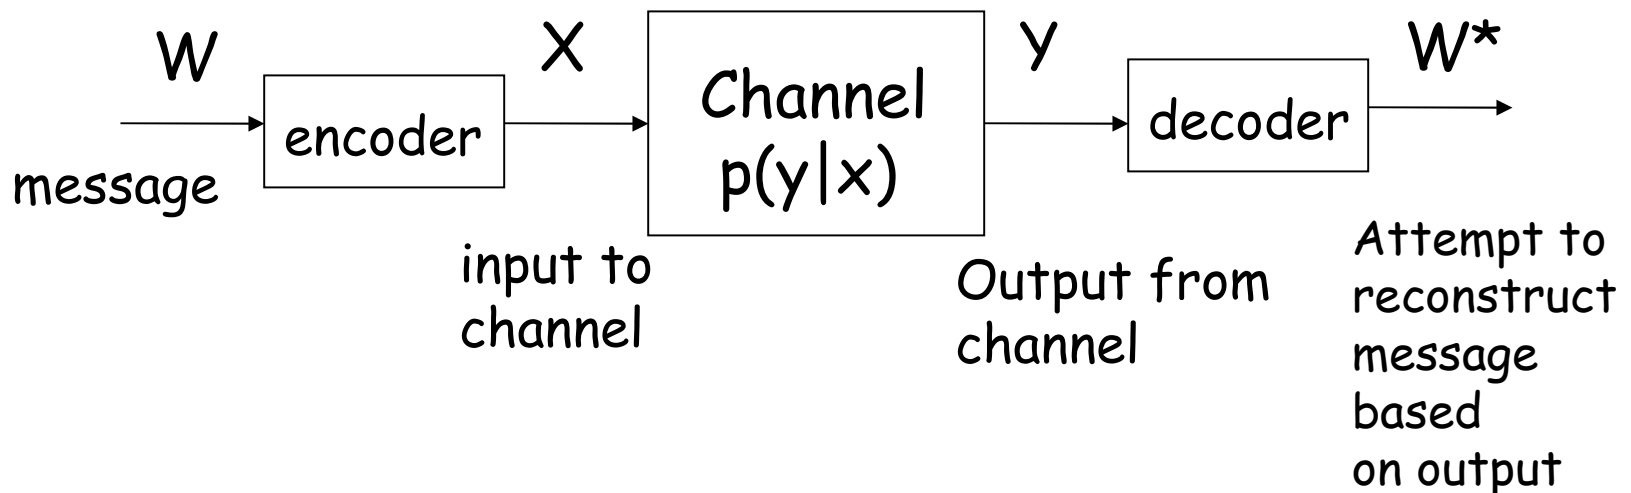 W
X
Y
W*
message
encoder
Channel
p(y|x)
decoder
input to
channel
Output from
channel
Attempt to
reconstruct
message
based
on output